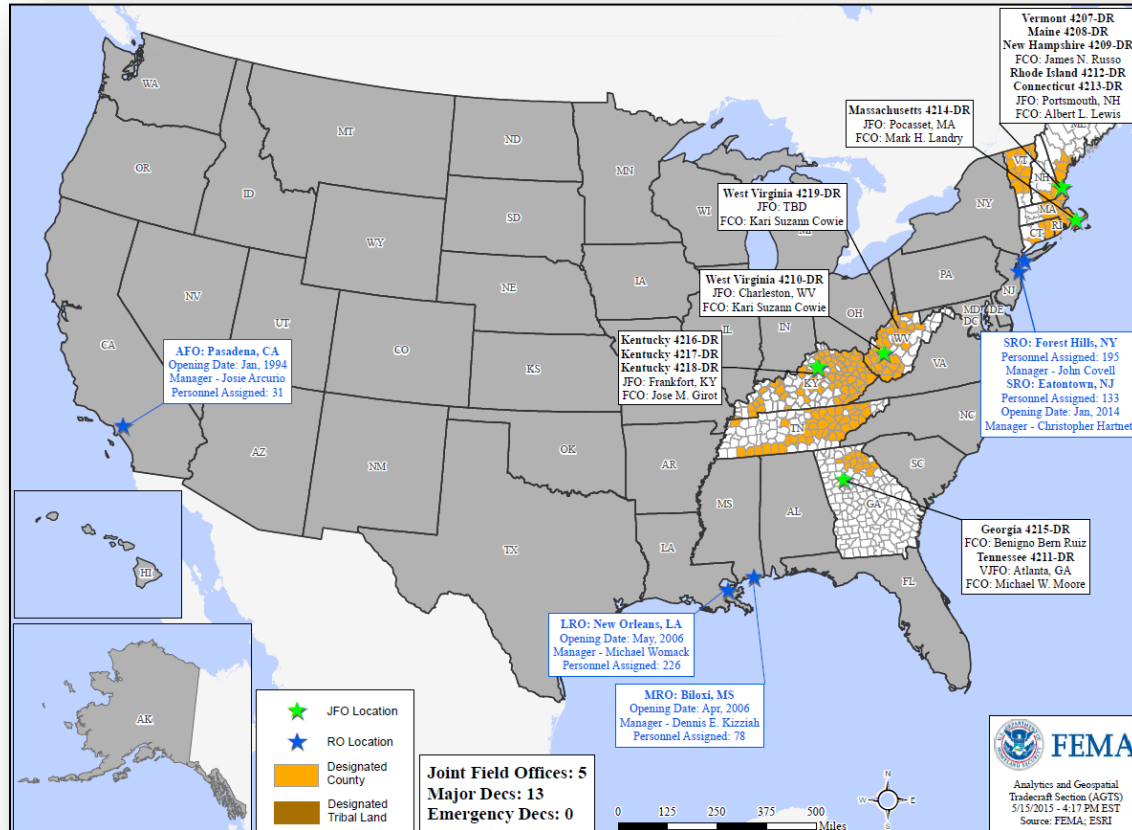 Vermont 4207-DR
Maine 4208-DR
New Hampshire 4209-DR
FCO: James N. Russo
Rhode Island 4212-DR
Connecticut 4213-DR
JFO: Portsmouth, NH
FCO: Albert L. Lewis
Massachusetts 4214-DR
JFO: Pocasset, MA
FCO: Mark H. Landry
West Virginia 4219-DR
JFO: TBD
FCO: Kari Suzann Cowie
West Virginia 4210-DR
JFO: Charleston, WV
FCO: Kari Suzann Cowie
Kentucky 4216-DR
Kentucky 4217-DR
Kentucky 4218-DR
JFO: Frankfort, KY
FCO: Jose M. Girot
AFO: Pasadena, CA
Opening Date: Jan, 1994
Manager - Josie Arcurio
Personnel Assigned: 31
SRO: Forest Hills, NY
Personnel Assigned: 195
Manager - John Covell
SRO: Eatontown, NJ
Personnel Assigned: 133
Opening Date: Jan, 2014
Manager - Christopher Hartnet
Georgia 4215-DR
FCO: Benigno Bern Ruiz
Tennessee 4211-DR
VJFO: Atlanta, GA
FCO: Michael W. Moore
LRO: New Orleans, LA
Opening Date: May, 2006
Manager - Michael Womack
Personnel Assigned: 226
MRO: Biloxi, MS
Opening Date: Apr, 2006
Manager - Dennis E. Kizziah
Personnel Assigned: 78
WA
MT
ND
MN
OR
ID
SD
WI
WY
NE
IA
NV
UT
CO
KS
CA
AZ
NM
OK
AR
TX
LA
MS
AL
FL
GA
SC
NC
TN
KY
VA
WV
IL
IN
OH
PA
NJ
MD
DC
DE
NY
VT
NH
MA
CT
RI
HI
AK
JFO Location
RO Location
Designated
County
Designated
Tribal Land
Joint Field Offices: 5
Major Decs: 13
Emergency Decs: 0
N
W
E
S
0 125 250 375 500
Miles
U.S. DEPARTMENT OF
HOMELAND SECURITY
FEMA
Analytics and Geospatial
Tradecraft Section (AGTS)
5/15/2015 - 4:17 PM EST
Source: FEMA; ESRI